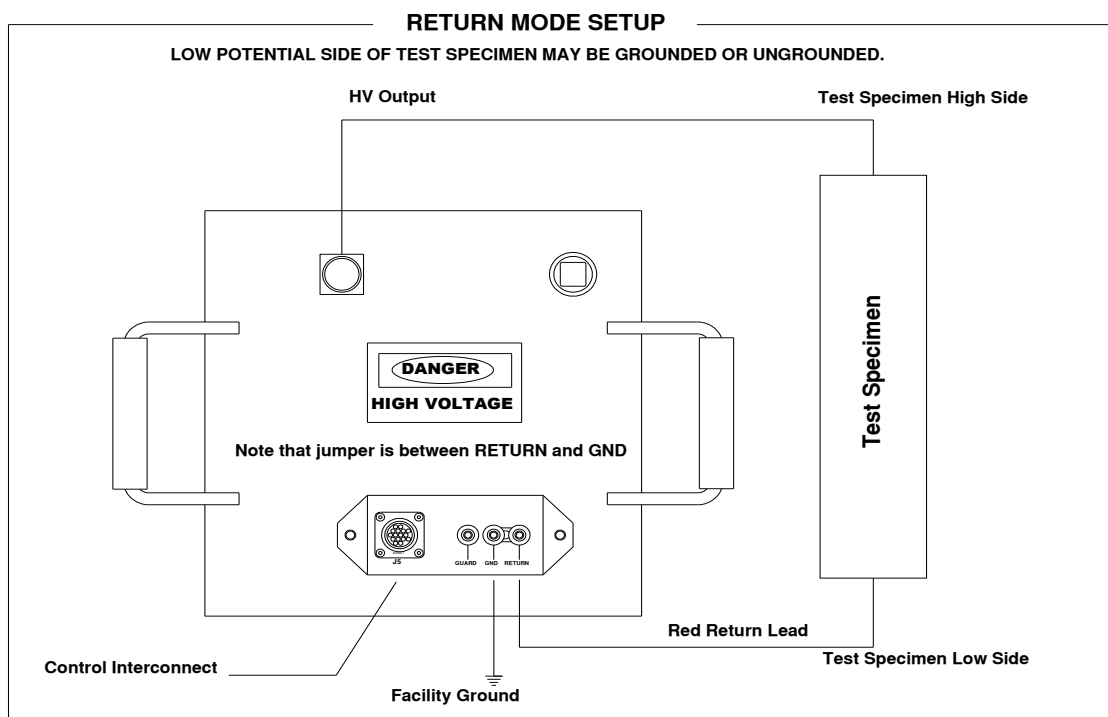 RETURN MODE SETUP
LOW POTENTIAL SIDE OF TEST SPECIMEN MAY BE GROUNDED OR UNGROUNDED.
HV Output
Test Specimen High Side
Test Specimen
DANGER
HIGH VOLTAGE
Note that jumper is between RETURN and GND
J5
GUARD GND RETURN
Red Return Lead
Test Specimen Low Side
Control Interconnect
Facility Ground